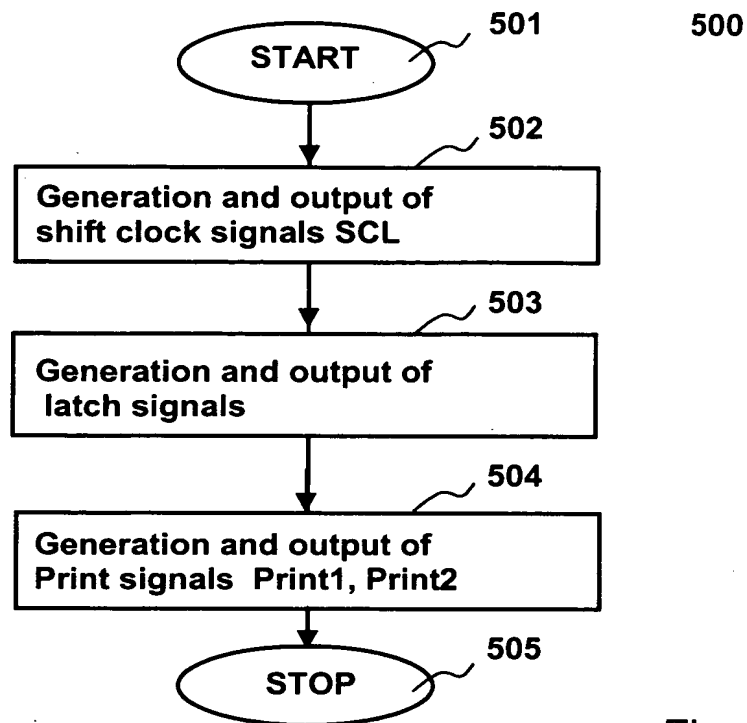 501
500
START
502
Generation and output of
shift clock signals SCL
503
Generation and output of
latch signals
504
Generation and output of
Print signals Print1, Print2
505
STOP